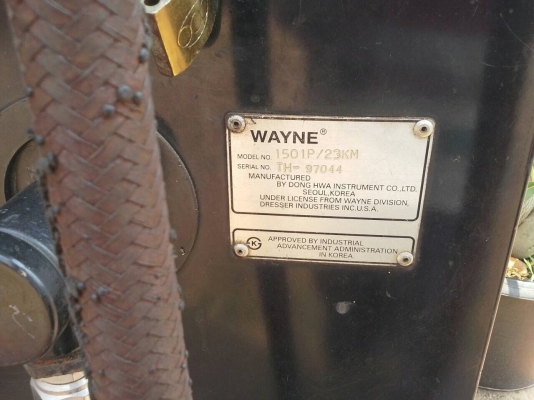 WAYNE®
MODEL NO. 1501P/23KM
SERIAL NO. TH- 97044
MANUFACTURED
BY DONG HWA INSTRUMENT CO.,LTD.
SEOUL,KOREA
UNDER LICENSE FROM WAYNE DIVISION,
DRESSER INDUSTRIES INC.U.S.A.
K APPROVED BY INDUSTRIAL
ADVANCEMENT ADMINISTRATION
IN KOREA